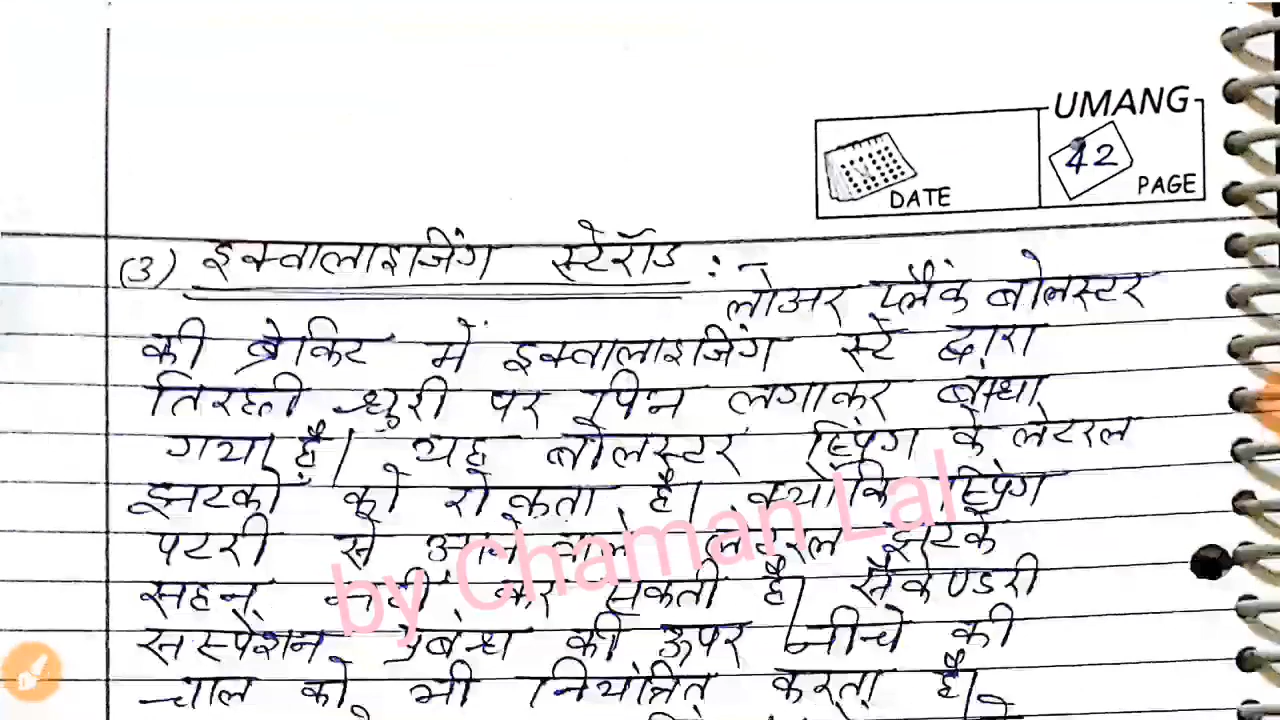 UMANG
42
DATE
PAGE
(3) इक्वालाइजिंग स्टेरॉड :-
लोअर प्लैंक बोलस्टर
की ब्रेकिट में इक्वालाइजिंग स्टे द्वारा
तिरछी धुरी पर पिन लगाकर बांधा
गया है। यह बोलस्टर स्प्रिंग के लेटरल
झटकों को रोकता है। क्योंकि स्प्रिंग
पटरी से आने वाले लेटरल झटके
सहन नहीं कर सकती है। सैकेण्डरी
सस्पेंशन प्रबंन्ध की ऊपर नीचे की
चाल को भी नियंत्रित करता है।
by Chaman Lal